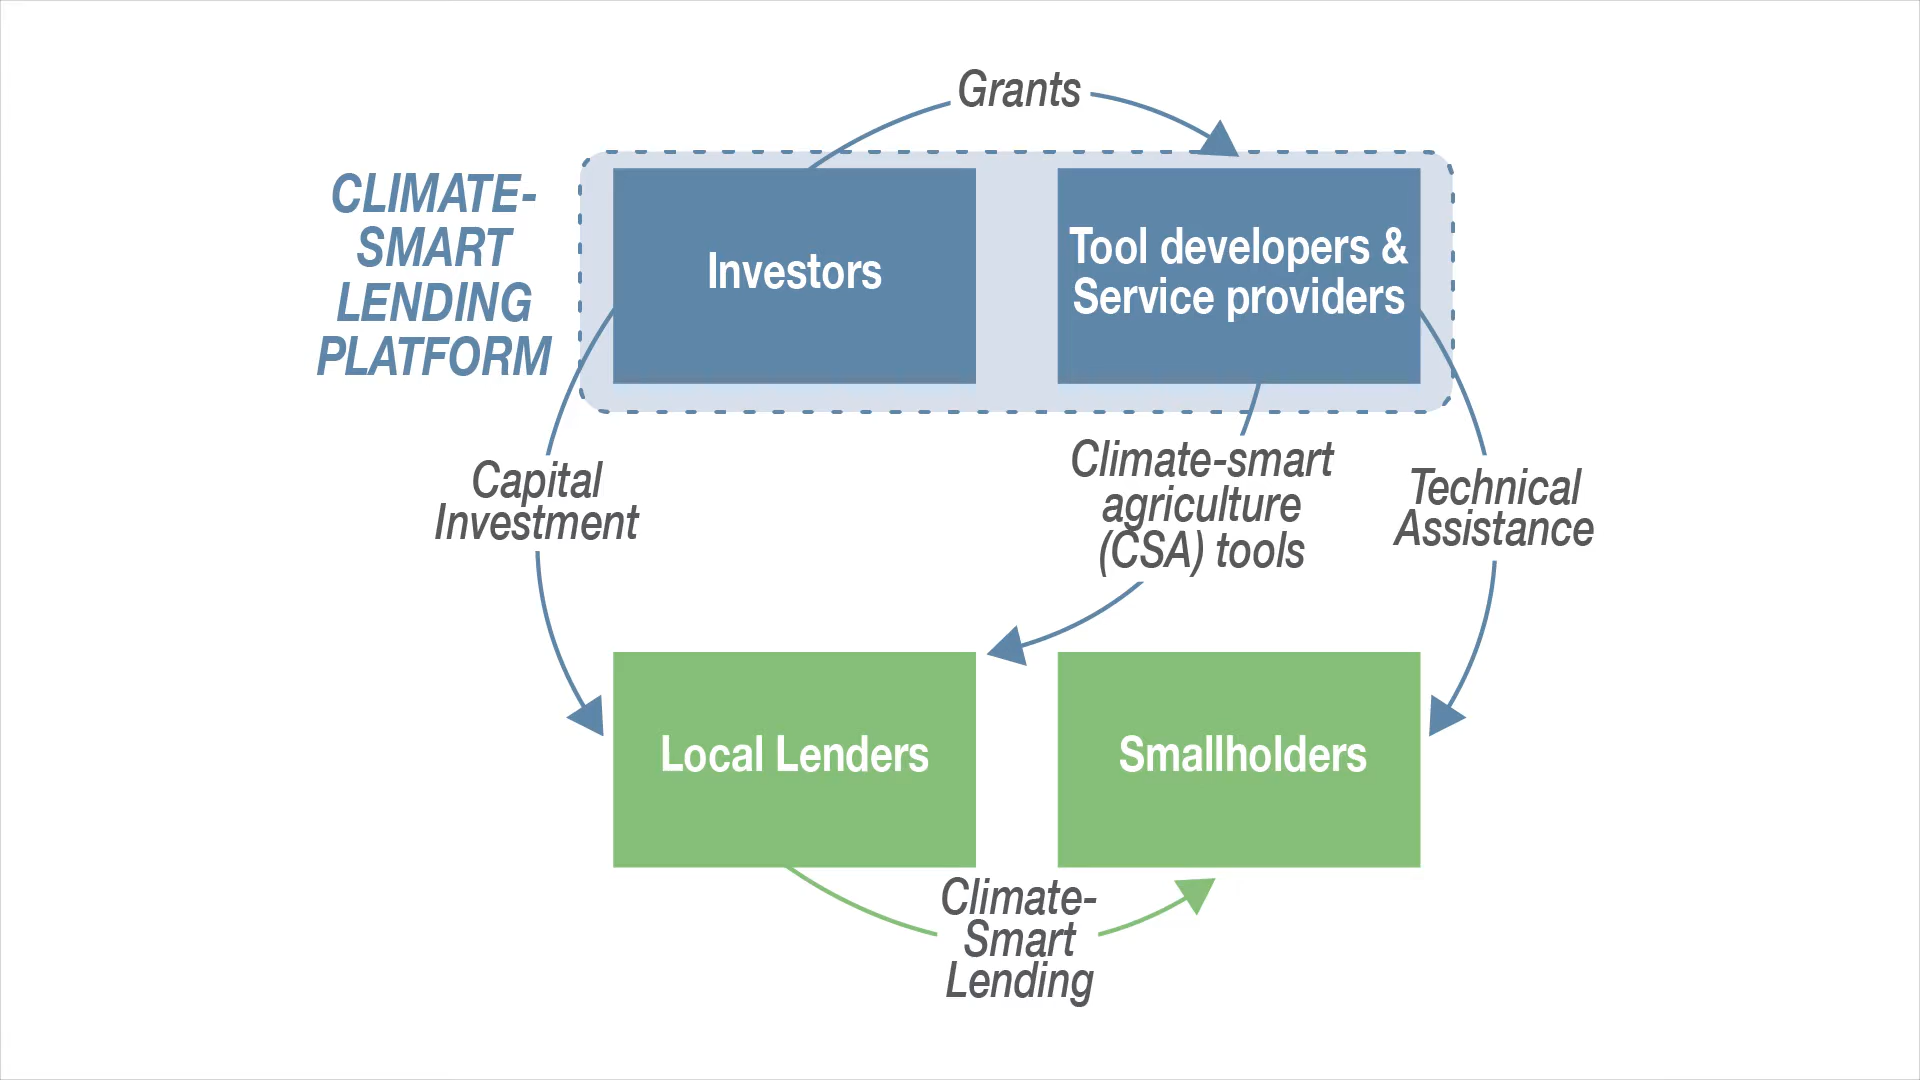 Grants
CLIMATE-
SMART
LENDING
PLATFORM
Investors
Tool developers &
Service providers
Capital
Investment
Climate-smart
agriculture
(CSA) tools
Technical
Assistance
Local Lenders
Smallholders
Climate-
Smart
Lending